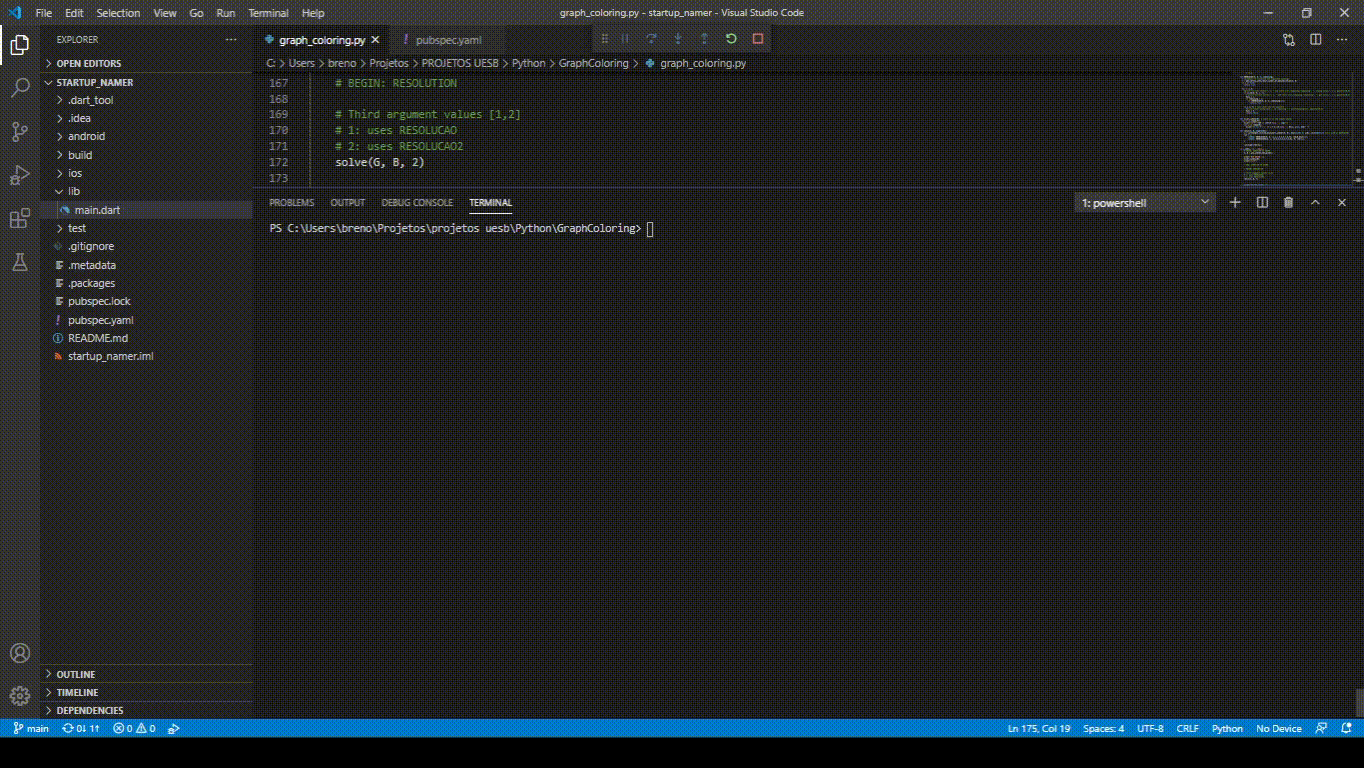 File Edit Selection View Go Run Terminal Help
graph_coloring.py - startup_namer - Visual Studio Code
EXPLORER
OPEN EDITORS
STARTUP_NAMER
.dart_tool
.idea
android
build
ios
lib
main.dart
test
.gitignore
.metadata
.packages
pubspec.lock
pubspec.yaml
README.md
startup_namer.iml
OUTLINE
TIMELINE
DEPENDENCIES
graph_coloring.py
pubspec.yaml
C: > Users > breno > Projetos > PROJETOS UESB > Python > GraphColoring > graph_coloring.py
167 # BEGIN: RESOLUTION
168
169 # Third argument values [1,2]
170 # 1: uses RESOLUCAO
171 # 2: uses RESOLUCAO2
172 solve(G, B, 2)
173
PROBLEMS OUTPUT DEBUG CONSOLE TERMINAL
1: powershell
PS C:\Users\breno\Projetos\projetos uesb\Python\GraphColoring>
main 0↓ 1↑ 0 0
Ln 175, Col 19 Spaces: 4 UTF-8 CRLF Python No Device